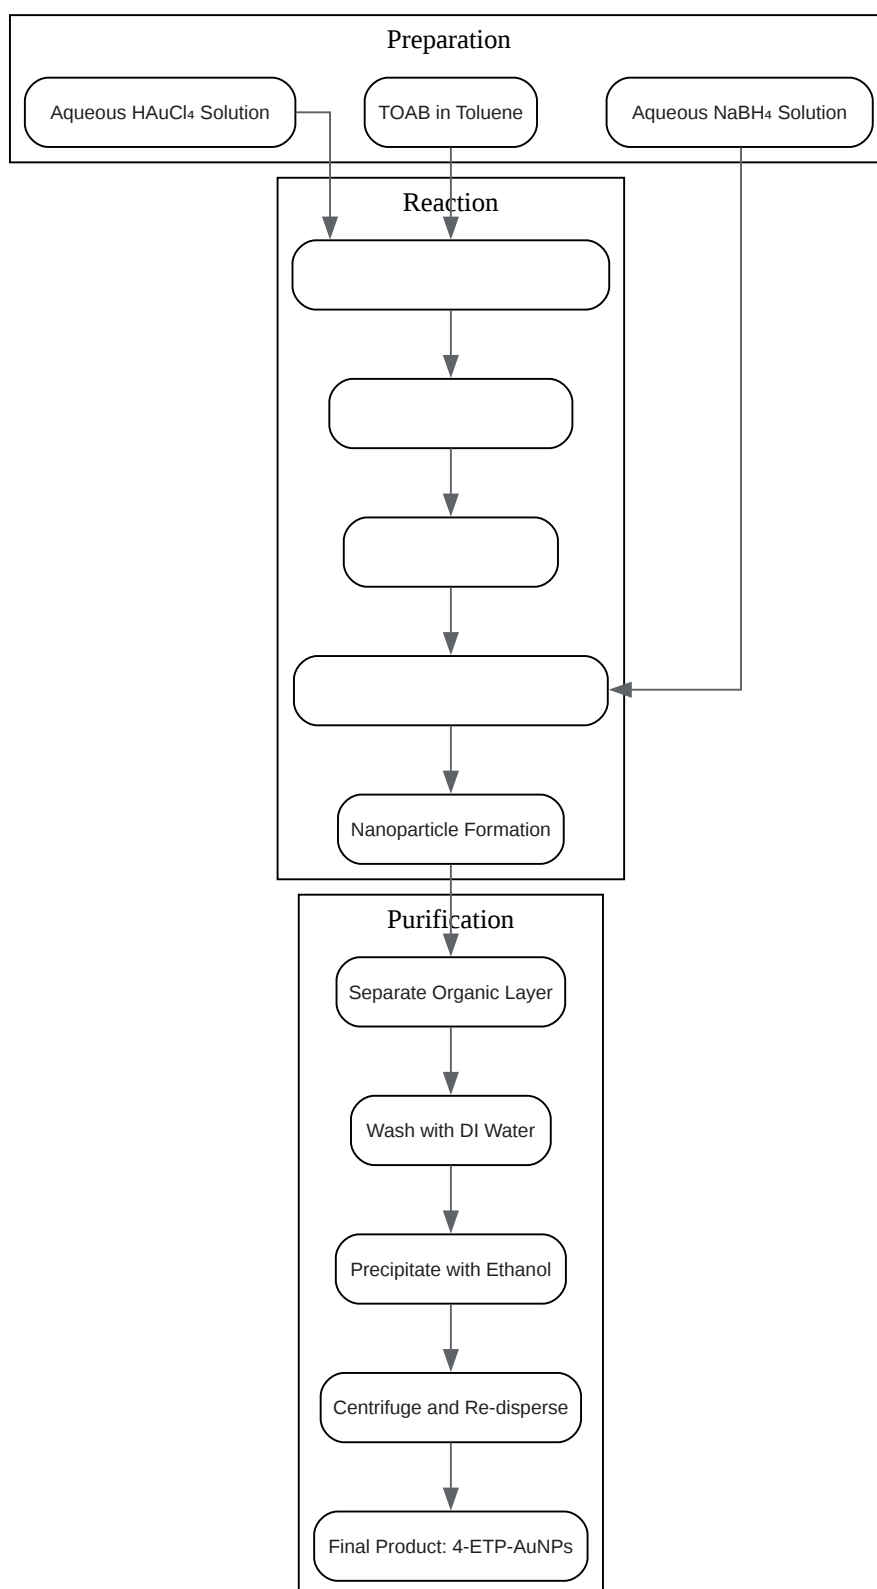 Preparation
Aqueous HAuCl₄ Solution
TOAB in Toluene
Aqueous NaBH₄ Solution
Reaction
Nanoparticle Formation
Purification
Separate Organic Layer
Wash with DI Water
Precipitate with Ethanol
Centrifuge and Re-disperse
Final Product: 4-ETP-AuNPs